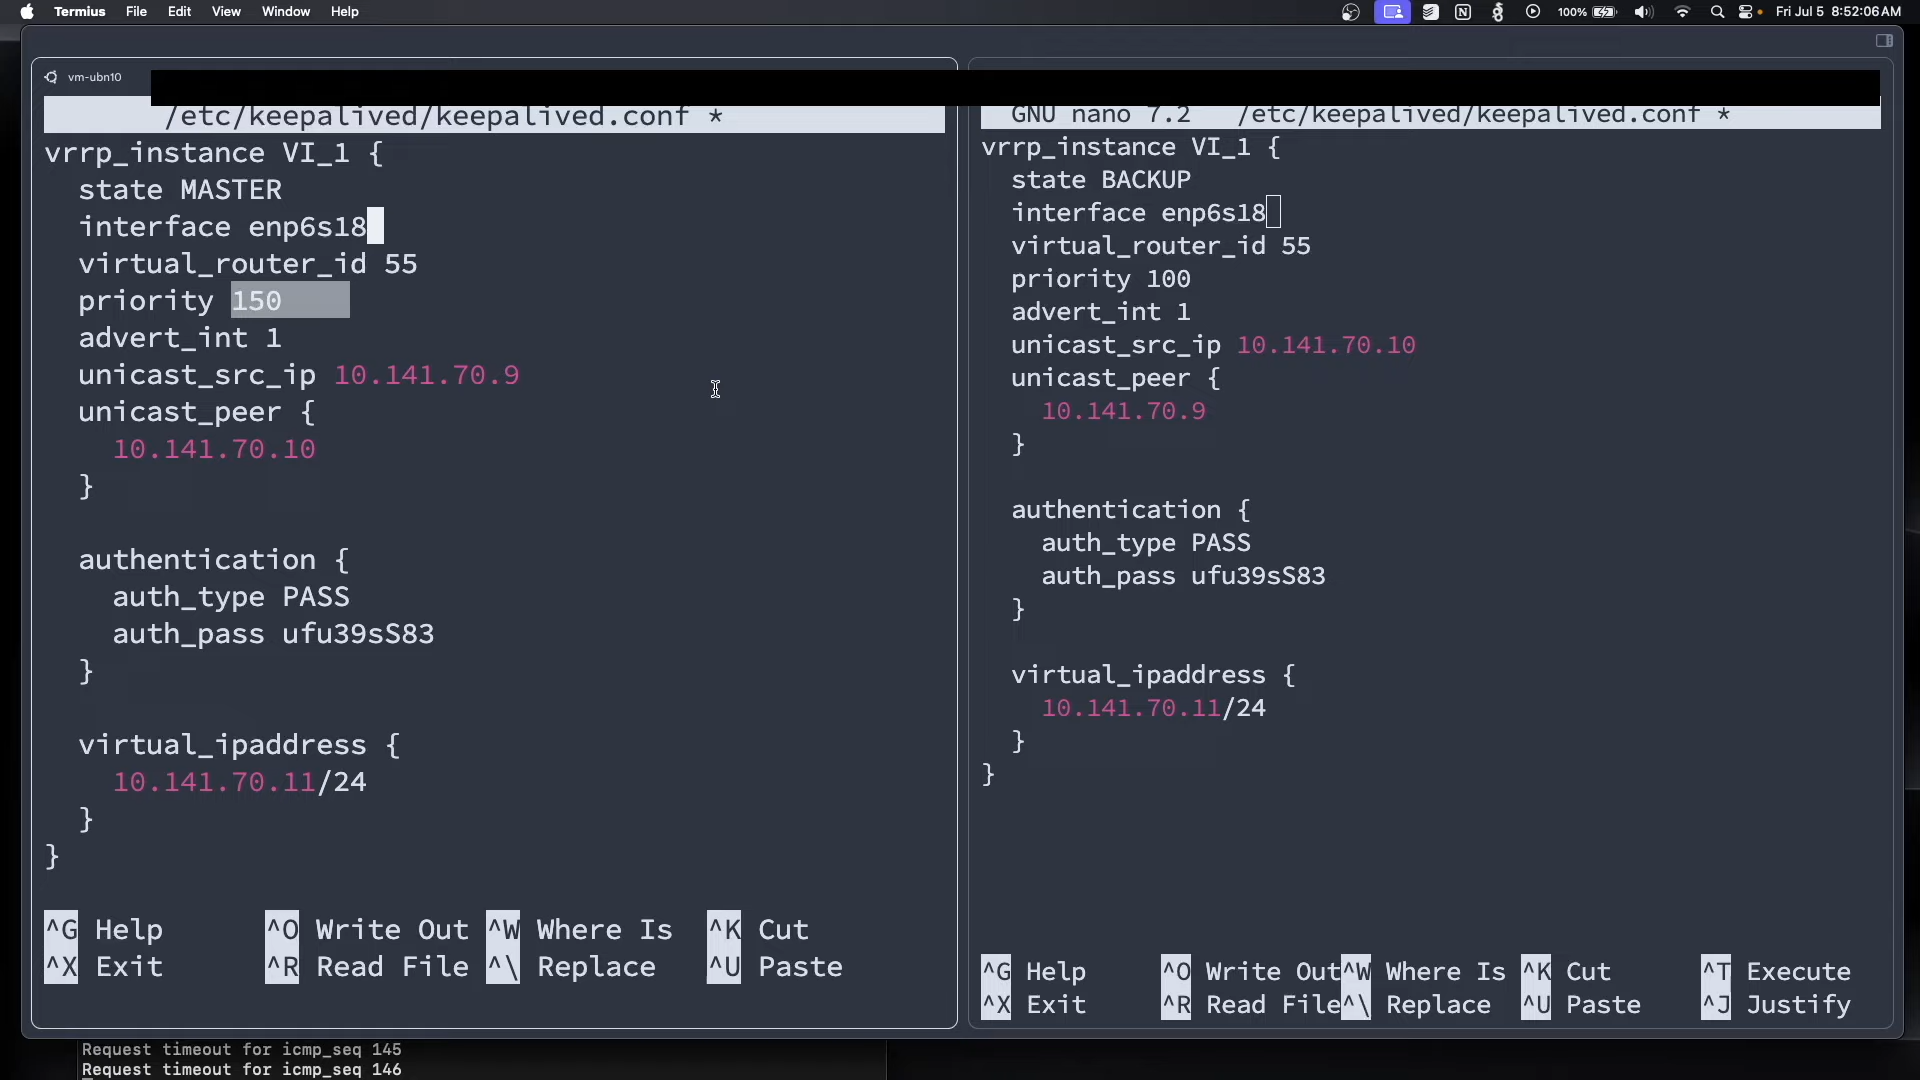 Termius File Edit View Window Help
100% Fri Jul 5 8:52:06 AM
vm-ubn10
/etc/keepalived/keepalived.conf *
vrrp_instance VI_1 {
state MASTER
interface enp6s18
virtual_router_id 55
priority 150
advert_int 1
unicast_src_ip 10.141.70.9
unicast_peer {
10.141.70.10
}
authentication {
auth_type PASS
auth_pass ufu39sS83
}
virtual_ipaddress {
10.141.70.11/24
}
}
^G Help ^O Write Out ^W Where Is ^K Cut
^X Exit ^R Read File ^\ Replace ^U Paste
GNU nano 7.2 /etc/keepalived/keepalived.conf *
vrrp_instance VI_1 {
state BACKUP
interface enp6s18
virtual_router_id 55
priority 100
advert_int 1
unicast_src_ip 10.141.70.10
unicast_peer {
10.141.70.9
}
authentication {
auth_type PASS
auth_pass ufu39sS83
}
virtual_ipaddress {
10.141.70.11/24
}
}
^G Help ^O Write Out ^W Where Is ^K Cut ^T Execute
^X Exit ^R Read File ^\ Replace ^U Paste ^J Justify
Request timeout for icmp_seq 145
Request timeout for icmp_seq 146